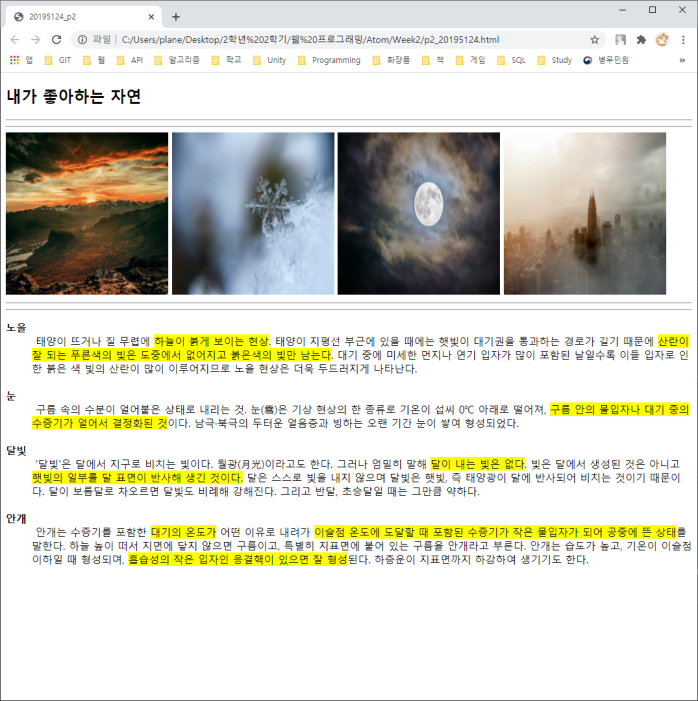 20195124_p2
파일 C:/Users/plane/Desktop/2학년%202학기/웹%20프로그래밍/Atom/Week2/p2_20195124.html
앱 GIT 웹 API 알고리즘 학교 Unity Programming 화장품 책 게임 SQL Study 병무민원
내가 좋아하는 자연
노을
태양이 뜨거나 질 무렵에 하늘이 붉게 보이는 현상. 태양이 지평선 부근에 있을 때에는 햇빛이 대기권을 통과하는 경로가 길기 때문에 산란이
잘 되는 푸른색의 빛은 도중에서 없어지고 붉은색의 빛만 남는다. 대기 중에 미세한 먼지나 연기 입자가 많이 포함된 날일수록 이들 입자로 인
한 붉은 색 빛의 산란이 많이 이루어지므로 노을 현상은 더욱 두드러지게 나타난다.
눈
구름 속의 수분이 얼어붙은 상태로 내리는 것. 눈()은 기상 현상의 한 종류로 기온이 섭씨 0℃ 아래로 떨어져, 구름 안의 물입자나 대기 중의
수증기가 얼어서 결정화된 것이다. 남극·북극의 두터운 얼음층과 빙하는 오랜 기간 눈이 쌓여 형성되었다.
달빛
'달빛'은 달에서 지구로 비치는 빛이다. 월광(月光)이라고도 한다. 그러나 엄밀히 말해 달이 내는 빛은 없다. 빛은 달에서 생성된 것은 아니고
햇빛의 일부를 달 표면이 반사해 생긴 것이다. 달은 스스로 빛을 내지 않으며 달빛은 햇빛, 즉 태양광이 달에 반사되어 비치는 것이기 때문이
다. 달이 보름달로 차오르면 달빛도 비례해 강해진다. 그리고 반달, 초승달일 때는 그만큼 약하다.
안개
안개는 수증기를 포함한 대기의 온도가 어떤 이유로 내려가 이슬점 온도에 도달할 때 포함된 수증기가 작은 물입자가 되어 공중에 뜬 상태를
말한다. 하늘 높이 떠서 지면에 닿지 않으면 구름이고, 특별히 지표면에 붙어 있는 구름을 안개라고 부른다. 안개는 습도가 높고, 기온이 이슬점
이하일 때 형성되며, 흡습성의 작은 입자인 응결핵이 있으면 잘 형성된다. 하층운이 지표면까지 하강하여 생기기도 한다.